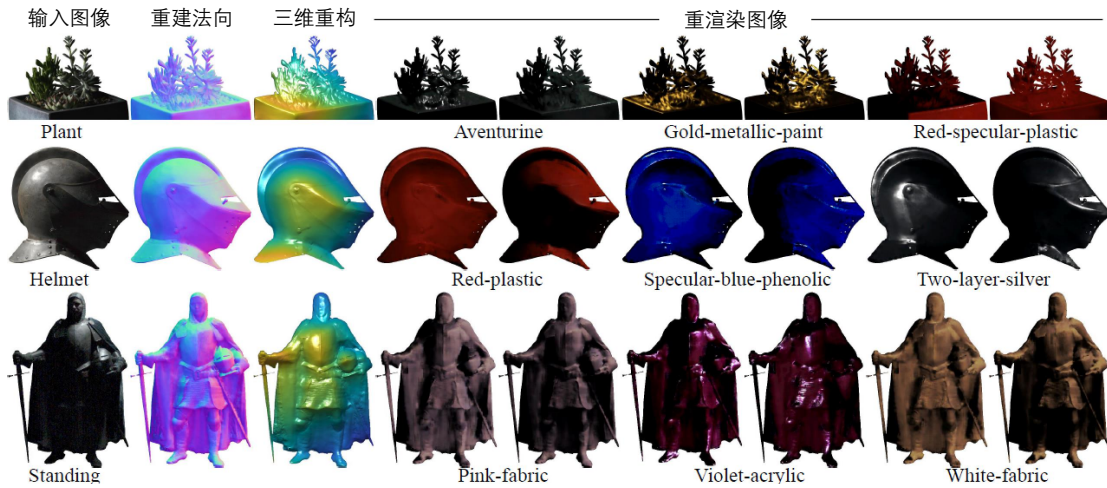 输入图像 重建法向 三维重构 重渲染图像
Plant Aventurine Gold-metallic-paint Red-specular-plastic
Helmet Red-plastic Specular-blue-phenolic Two-layer-silver
Standing Pink-fabric Violet-acrylic White-fabric